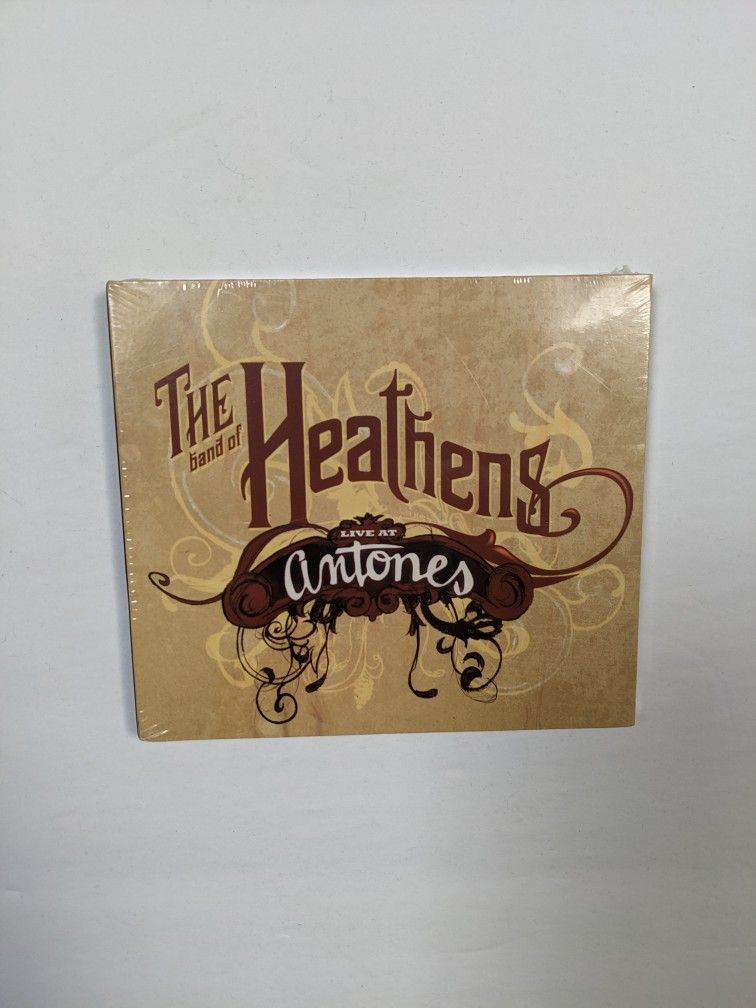 THE
band of
Heathens
LIVE AT
antones